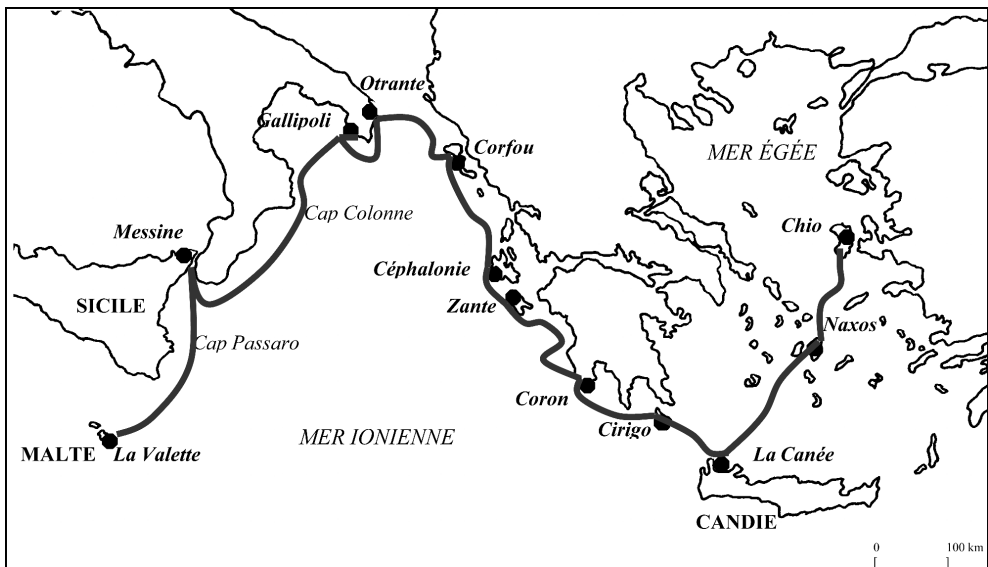 Otrante
Gallipoli
Corfou
MER ÉGÉE
Cap Colonne
Chio
Messine
Céphalonie
SICILE
Zante
Naxos
Cap Passaro
Coron
Cirigo
MER IONIENNE
MALTE
La Valette
La Canée
CANDIE
0 100 km